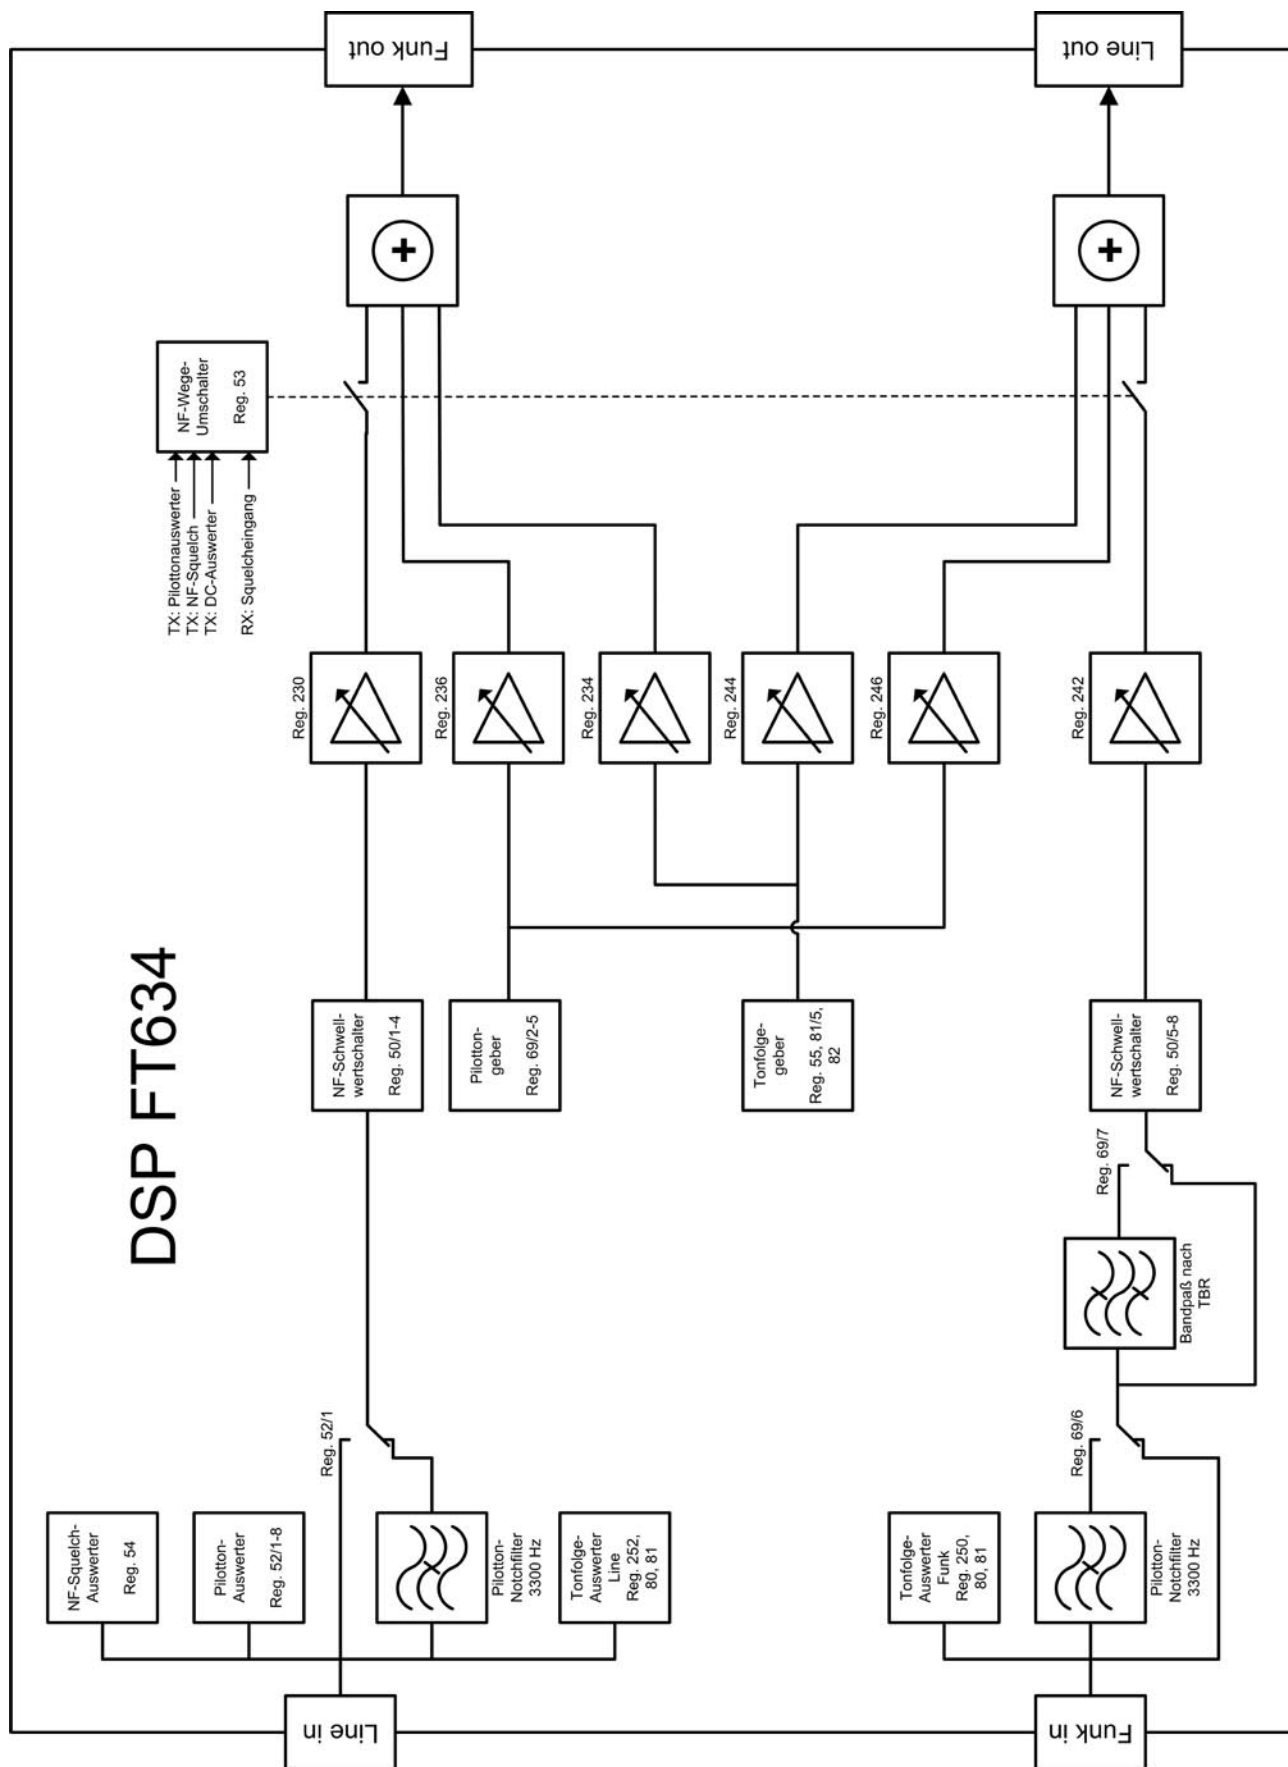 DSP FT634
NF-Squelch-
Auswerter
Reg. 54
Pilotton-
Auswerter
Reg. 52/1-8
Reg. 52/1
Pilotton-
Notchfilter
3300 Hz
Tonfolge-
Auswerter
Line
Reg. 252,
80, 81
Line in
Tonfolge-
Auswerter
Funk
Reg. 250,
80, 81
Reg. 69/6
Pilotton-
Notchfilter
3300 Hz
Funk in
Bandpaß nach
TBR
Reg. 69/7
NF-Schwell-
wertschalter
Reg. 50/1-4
Pilotton-
geber
Reg. 69/2-5
Tonfolge-
geber
Reg. 55, 81/5,
82
NF-Schwell-
wertschalter
Reg. 50/5-8
Reg. 230
Reg. 236
Reg. 234
Reg. 244
Reg. 246
Reg. 242
TX: Pilottonauswerter
TX: NF-Squelch
TX: DC-Auswerter
RX: Squelcheingang
NF-Wege-
Umschalter
Reg. 53
+
+
Funk out
Line out